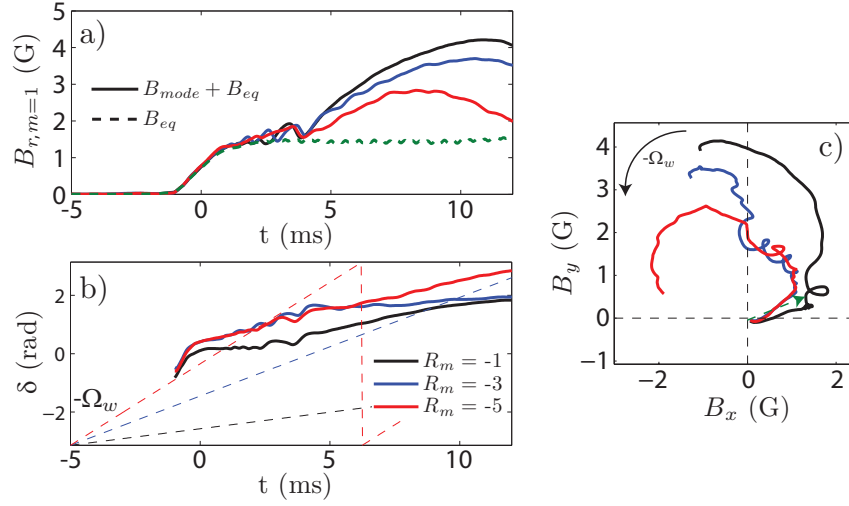 a)
B_{r,m=1} (G)
5
4
3
2
1
0
B_{mode} + B_{eq}
B_{eq}
-5 0 5 10
t (ms)
b)
δ (rad)
2
0
-2
-Ω_w
R_m = -1
R_m = -3
R_m = -5
-5 0 5 10
t (ms)
c)
-Ω_w
B_y (G)
4
3
2
1
0
-1
-2 0 2
B_x (G)